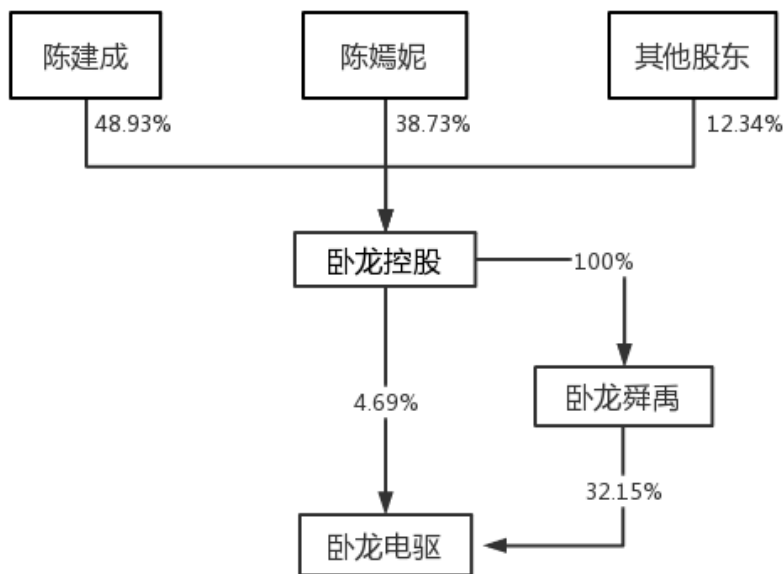 陈建成
陈嫣妮
其他股东
48.93%
38.73%
12.34%
卧龙控股
100%
卧龙舜禹
4.69%
32.15%
卧龙电驱